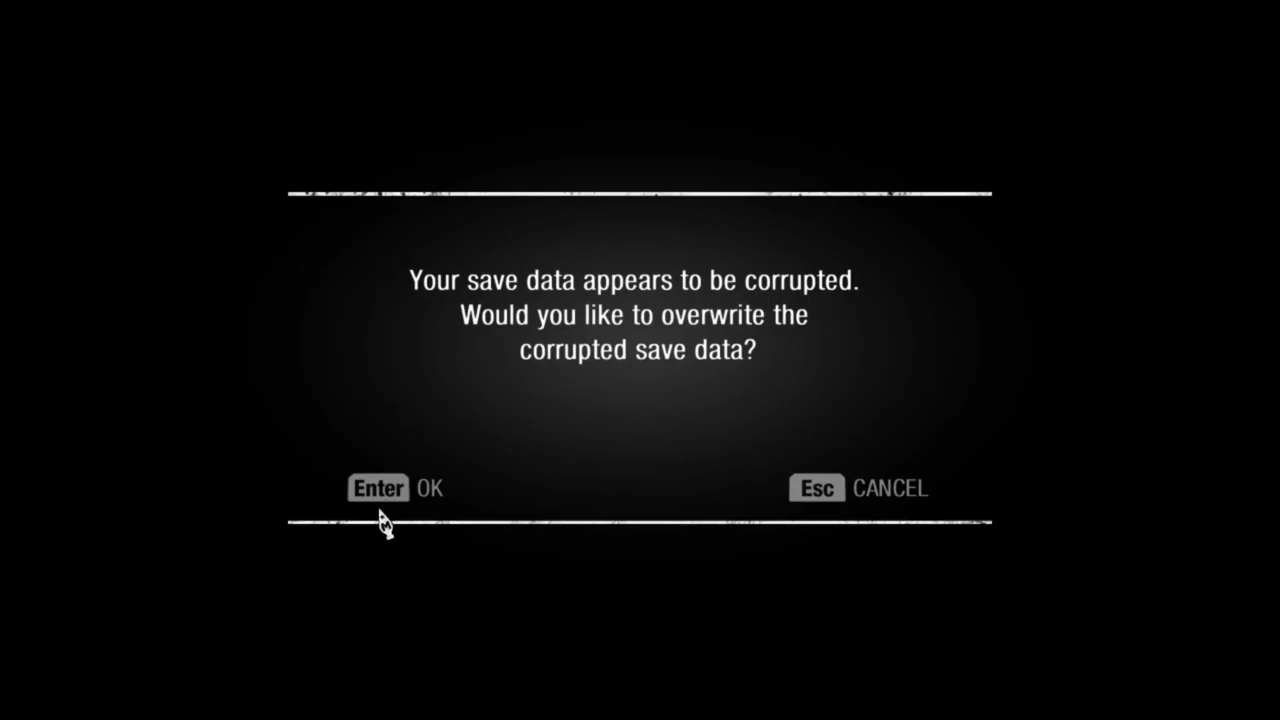 Your save data appears to be corrupted.
Would you like to overwrite the
corrupted save data?
Enter OK
Esc CANCEL